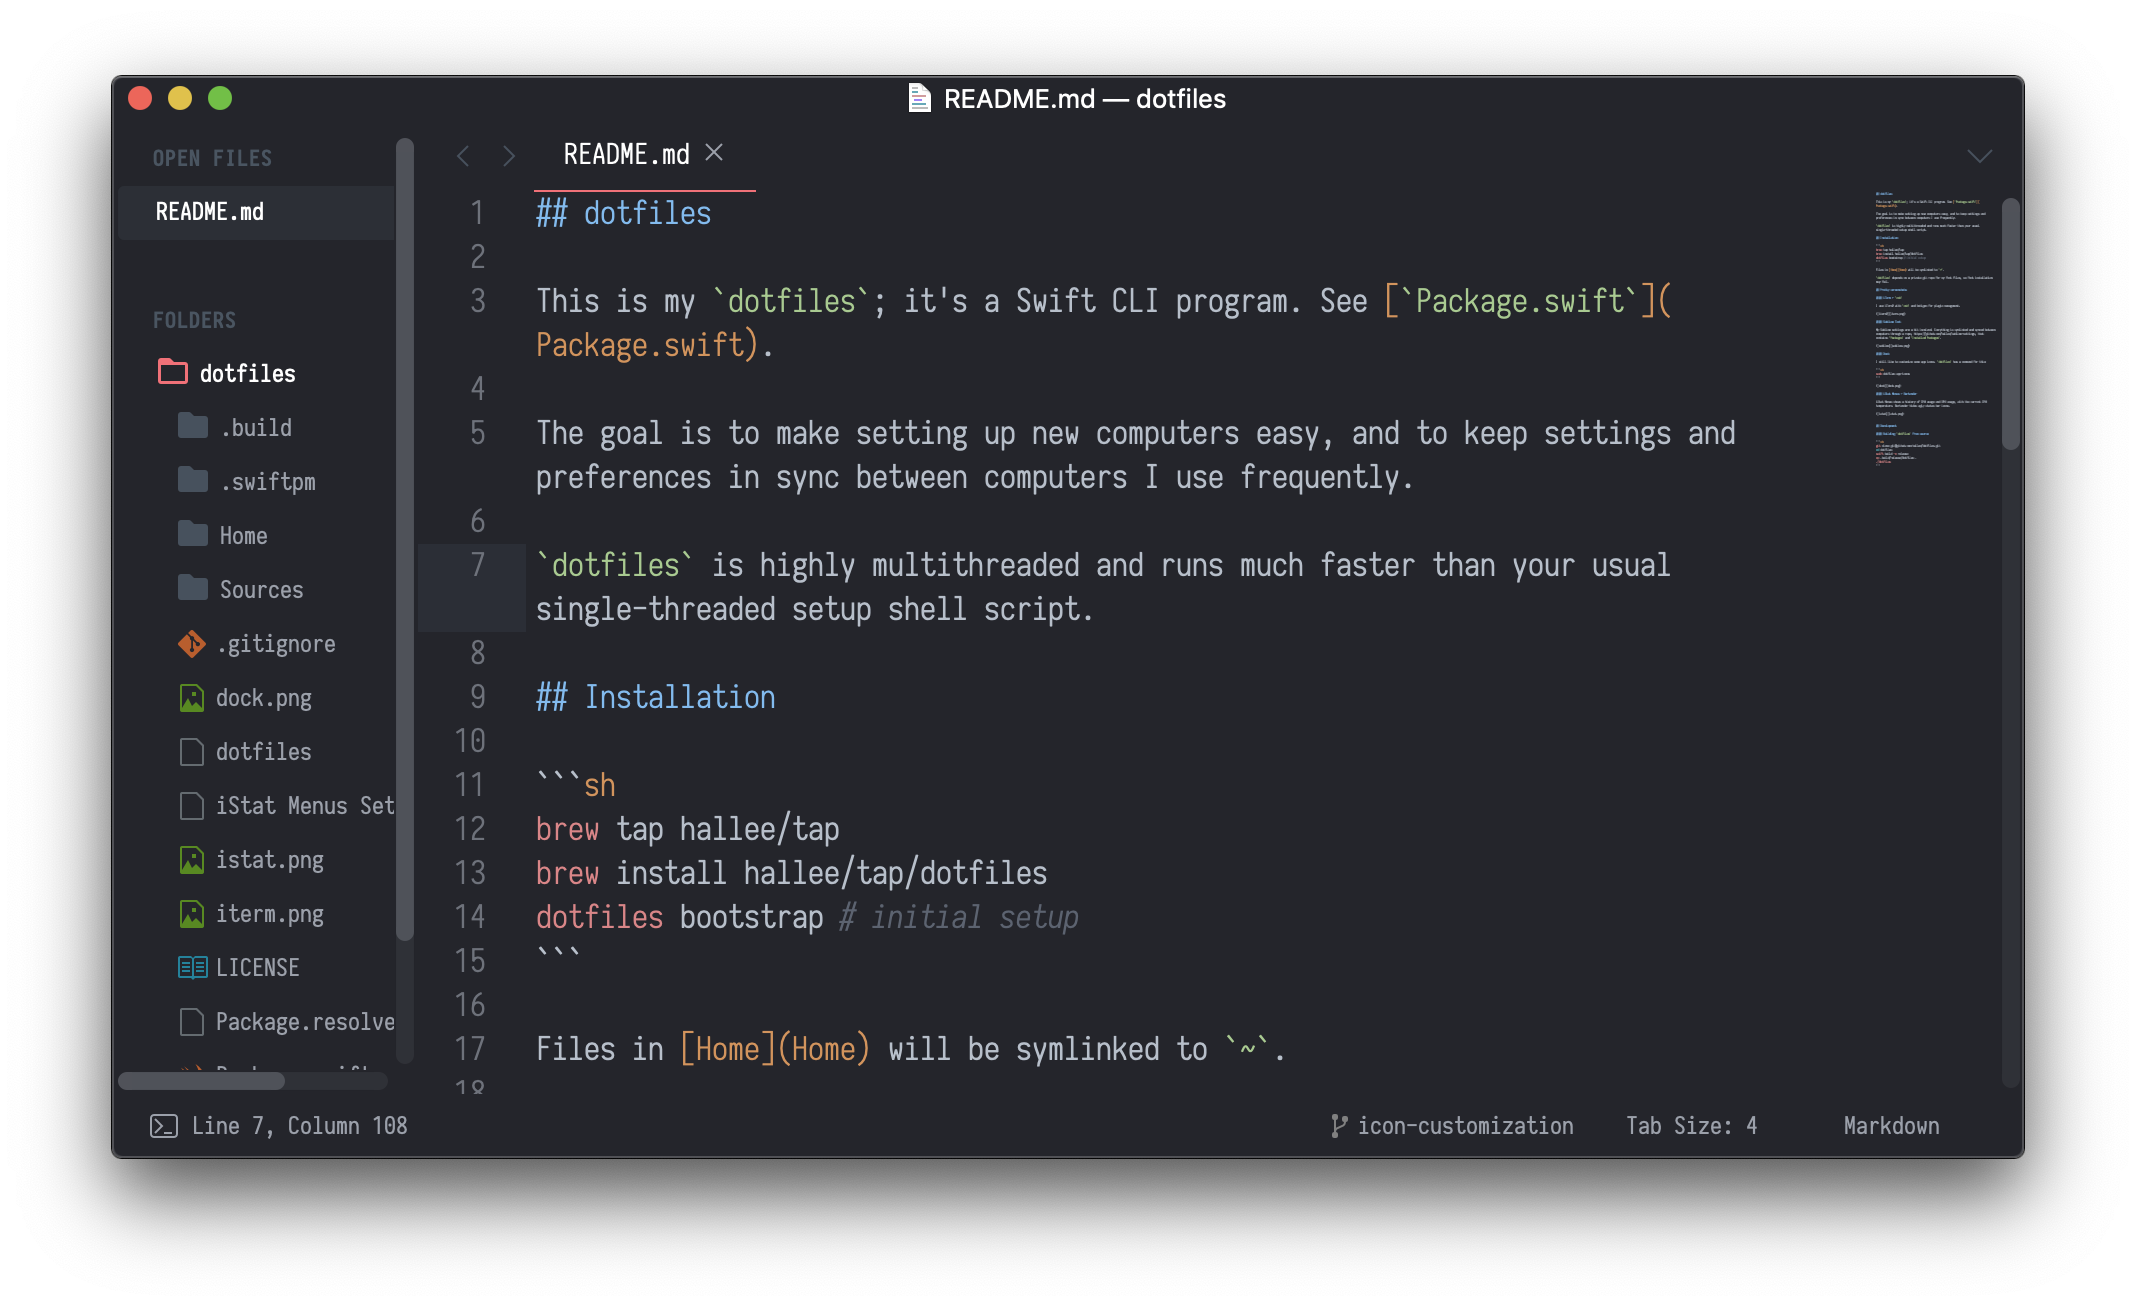 README.md — dotfiles
OPEN FILES
README.md
FOLDERS
dotfiles
.build
.swiftpm
Home
Sources
.gitignore
dock.png
dotfiles
iStat Menus Set
istat.png
iterm.png
LICENSE
Package.resolve
README.md
1 ## dotfiles
2
3 This is my `dotfiles`; it's a Swift CLI program. See [`Package.swift`](
Package.swift).
4
5 The goal is to make setting up new computers easy, and to keep settings and
preferences in sync between computers I use frequently.
6
7 `dotfiles` is highly multithreaded and runs much faster than your usual
single-threaded setup shell script.
8
9 ## Installation
10
11 ```sh
12 brew tap hallee/tap
13 brew install hallee/tap/dotfiles
14 dotfiles bootstrap # initial setup
15 ```
16
17 Files in [Home](Home) will be symlinked to `~`.
18
Line 7, Column 108
icon-customization
Tab Size: 4
Markdown